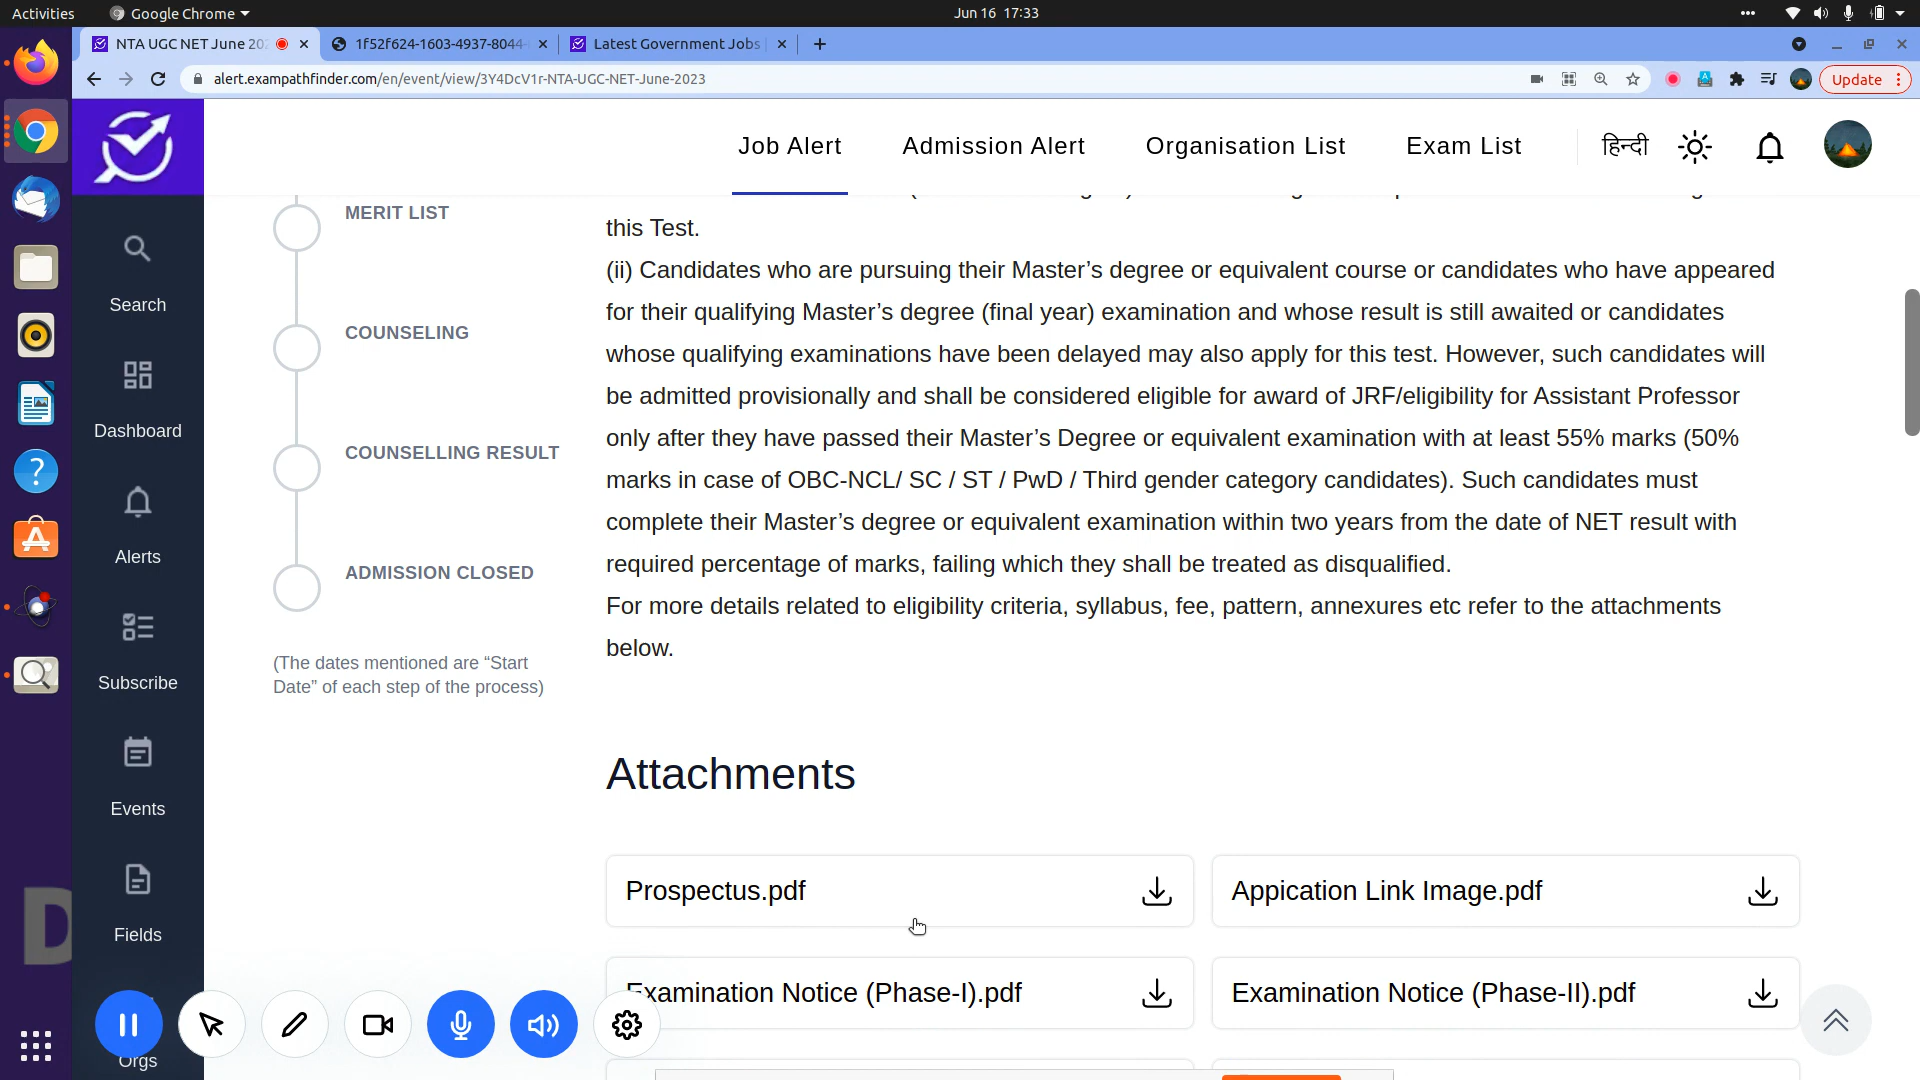 Activities
Google Chrome
Jun 16 17:33
NTA UGC NET June 202
1f52f624-1603-4937-8044-
Latest Government Jobs
alert.exampathfinder.com/en/event/view/3Y4DcV1r-NTA-UGC-NET-June-2023
Update
Job Alert
Admission Alert
Organisation List
Exam List
हिन्दी
Search
Dashboard
Alerts
Subscribe
Events
Fields
Orgs
MERIT LIST
COUNSELING
COUNSELLING RESULT
ADMISSION CLOSED
(The dates mentioned are “Start
Date” of each step of the process)
this Test.
(ii) Candidates who are pursuing their Master’s degree or equivalent course or candidates who have appeared
for their qualifying Master’s degree (final year) examination and whose result is still awaited or candidates
whose qualifying examinations have been delayed may also apply for this test. However, such candidates will
be admitted provisionally and shall be considered eligible for award of JRF/eligibility for Assistant Professor
only after they have passed their Master’s Degree or equivalent examination with at least 55% marks (50%
marks in case of OBC-NCL/ SC / ST / PwD / Third gender category candidates). Such candidates must
complete their Master’s degree or equivalent examination within two years from the date of NET result with
required percentage of marks, failing which they shall be treated as disqualified.
For more details related to eligibility criteria, syllabus, fee, pattern, annexures etc refer to the attachments
below.
Attachments
Prospectus.pdf
Appication Link Image.pdf
Examination Notice (Phase-I).pdf
Examination Notice (Phase-II).pdf